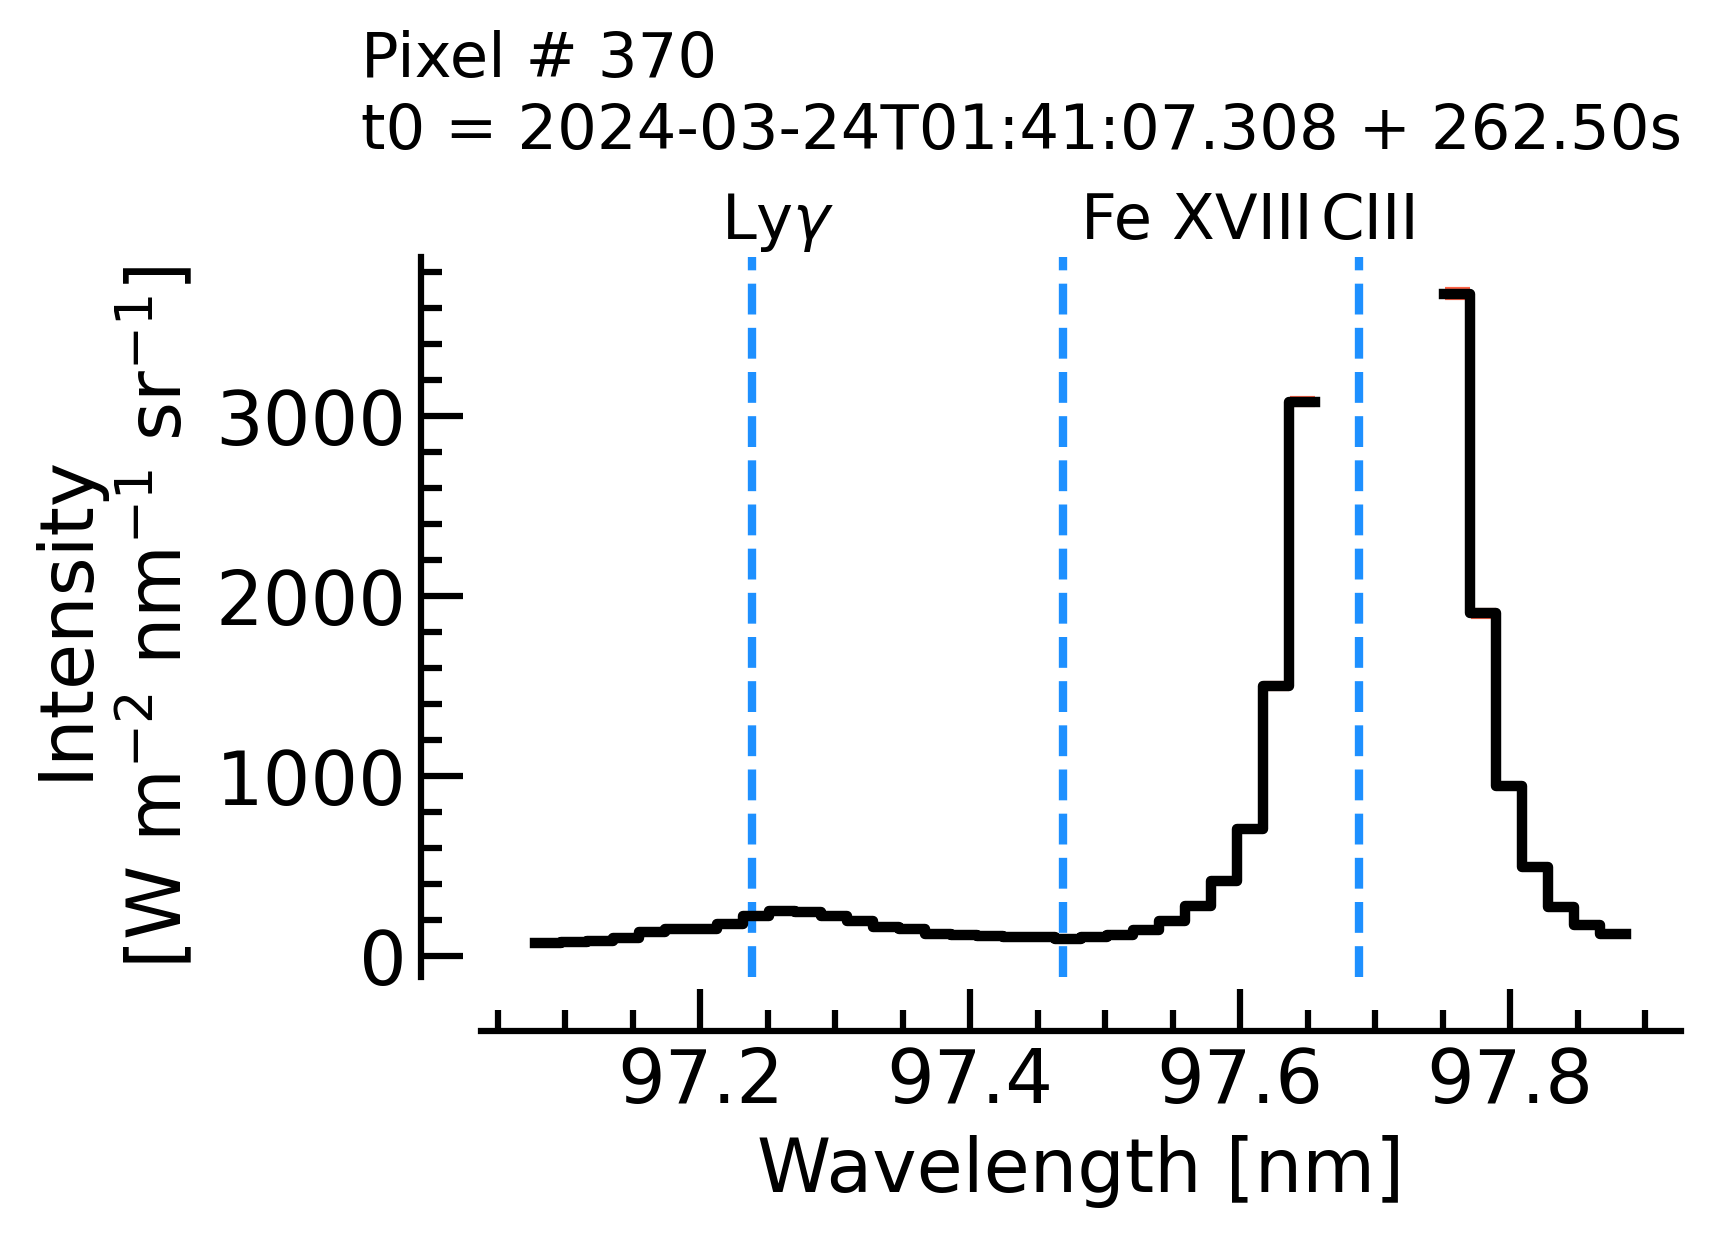 Pixel # 370
t0 = 2024-03-24T01:41:07.308 + 262.50s
Lyγ Fe XVIII CIII
Intensity
[W m⁻² nm⁻¹ sr⁻¹]
3000
2000
1000
0
97.2 97.4 97.6 97.8
Wavelength [nm]